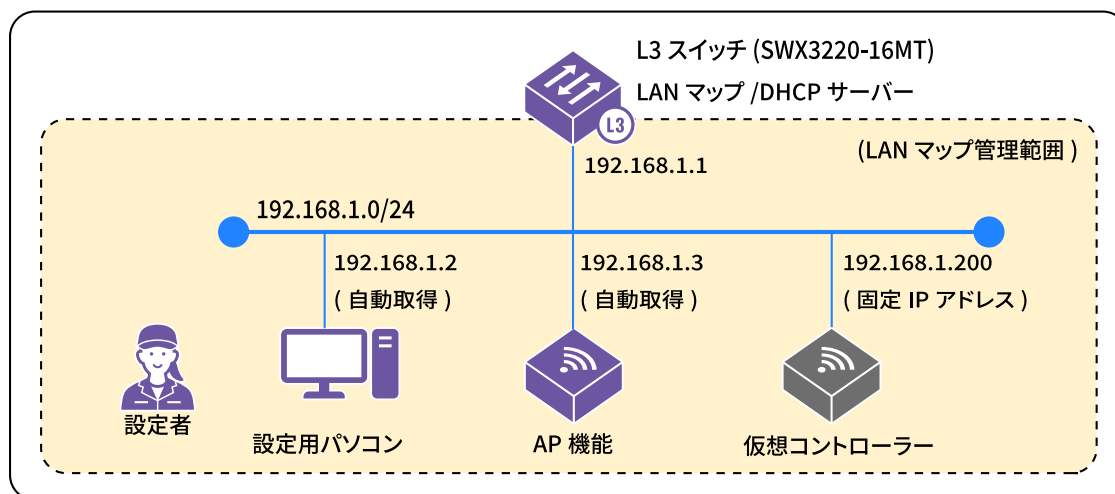 L3 スイッチ (SWX3220-16MT)
LAN マップ /DHCP サーバー
L3
(LAN マップ管理範囲 )
192.168.1.1
192.168.1.0/24
192.168.1.2
( 自動取得 )
192.168.1.3
( 自動取得 )
192.168.1.200
( 固定 IP アドレス )
設定者
設定用パソコン
AP 機能
仮想コントローラー